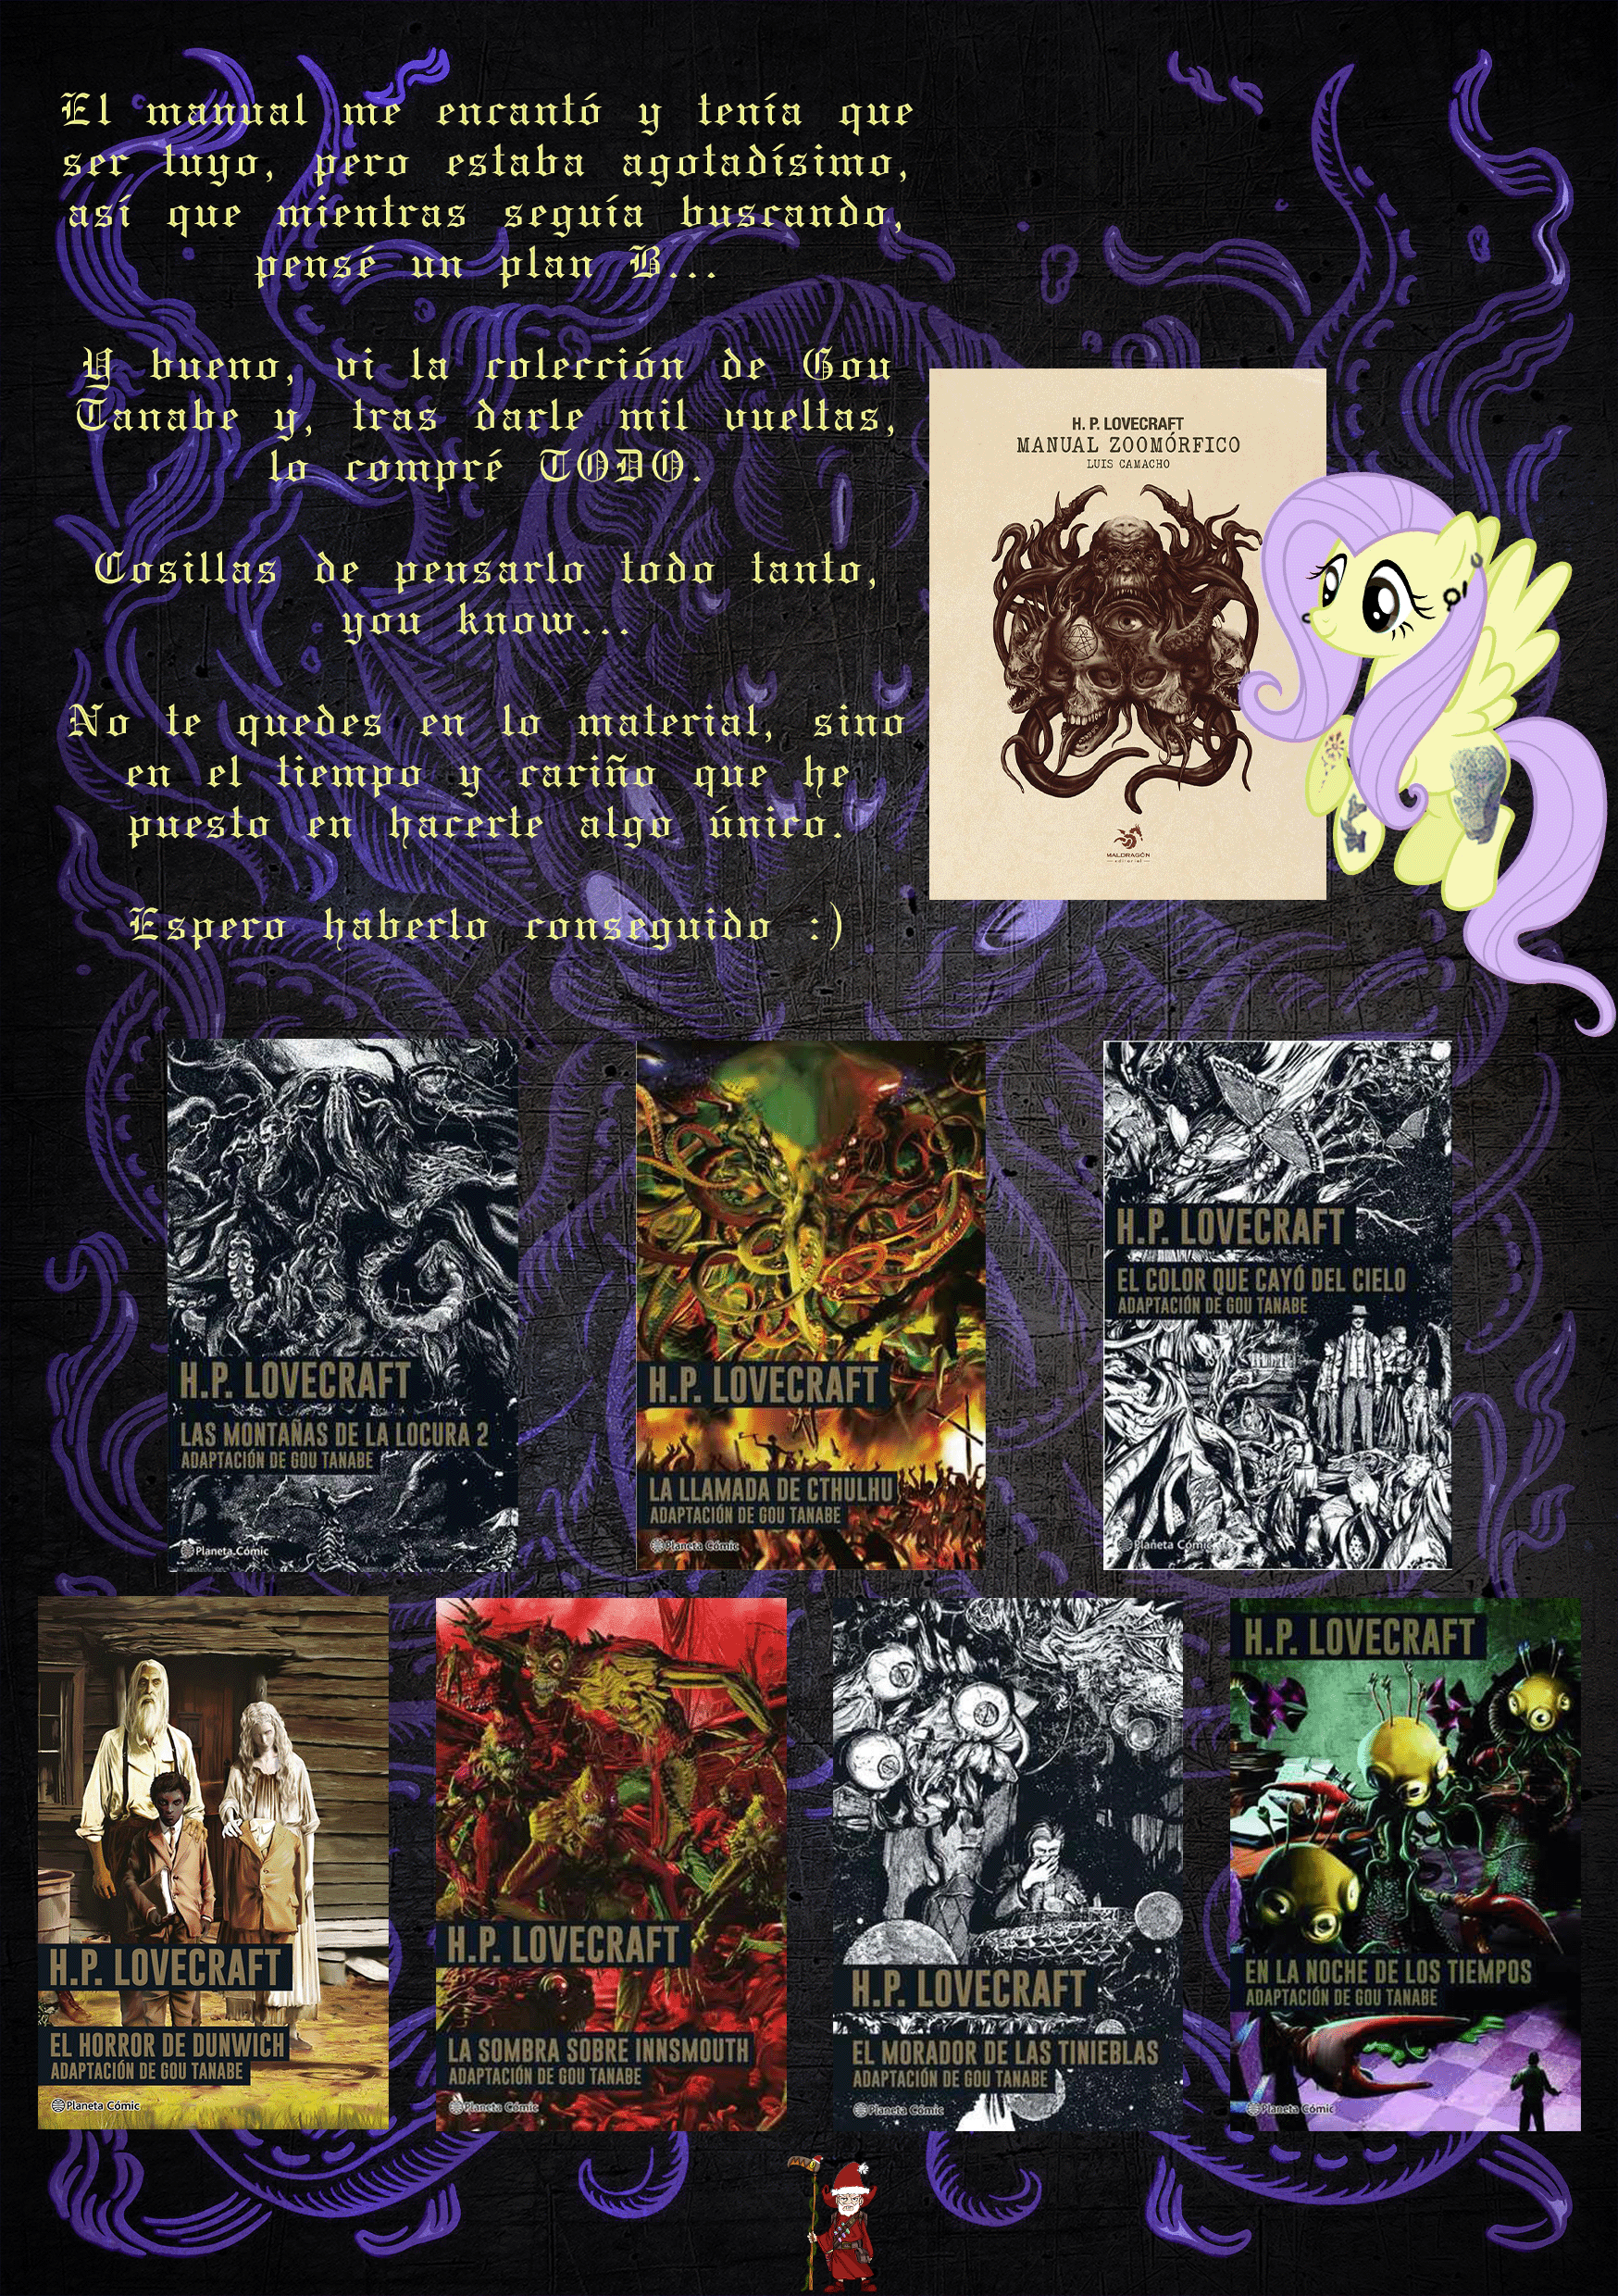 El manual me encantó y tenía que
ser tuyo, pero estaba agotadísimo,
así que mientras seguía buscando,
pensé un plan B...
Y bueno, vi la colección de Gou
Tanabe y, tras darle mil vueltas,
lo compré TODO.
Cosillas de pensarlo todo tanto,
you know...
No te quedes en lo material, sino
en el tiempo y cariño que he
puesto en hacerte algo único.
Espero haberlo conseguido :)
H. P. LOVECRAFT
MANUAL ZOOMÓRFICO
LUIS CAMACHO
MALDRAGÓN
editorial
H.P. LOVECRAFT
LAS MONTAÑAS DE LA LOCURA 2
ADAPTACIÓN DE GOU TANABE
Planeta Cómic
H.P. LOVECRAFT
LA LLAMADA DE CTHULHU
ADAPTACIÓN DE GOU TANABE
Planeta Cómic
H.P. LOVECRAFT
EL COLOR QUE CAYÓ DEL CIELO
ADAPTACIÓN DE GOU TANABE
Planeta Cómic
H.P. LOVECRAFT
EL HORROR DE DUNWICH
ADAPTACIÓN DE GOU TANABE
Planeta Cómic
H.P. LOVECRAFT
LA SOMBRA SOBRE INNSMOUTH
ADAPTACIÓN DE GOU TANABE
Planeta Cómic
H.P. LOVECRAFT
EL MORADOR DE LAS TINIEBLAS
ADAPTACIÓN DE GOU TANABE
Planeta Cómic
H.P. LOVECRAFT
EN LA NOCHE DE LOS TIEMPOS
ADAPTACIÓN DE GOU TANABE
Planeta Cómic